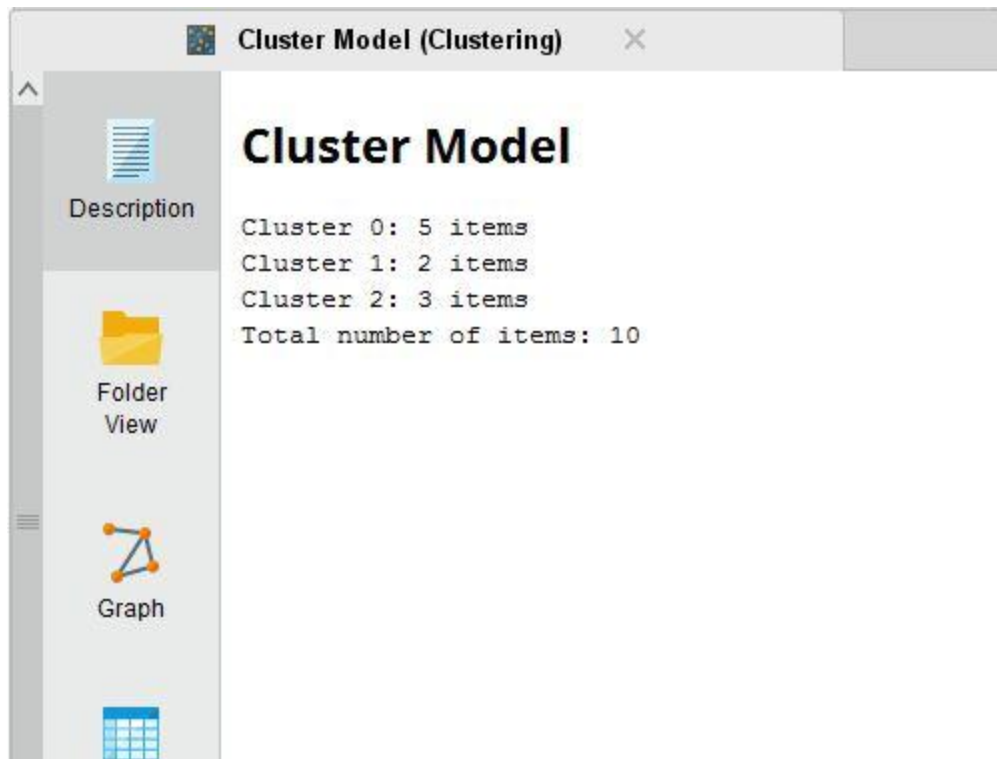 Cluster Model (Clustering)
Description
Folder
View
Graph
Cluster Model
Cluster 0: 5 items
Cluster 1: 2 items
Cluster 2: 3 items
Total number of items: 10